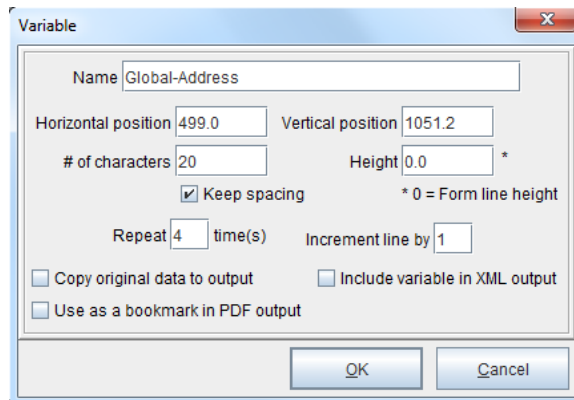 Variable
Name Global-Address
Horizontal position 499.0 Vertical position 1051.2
# of characters 20 Height 0.0 *
Keep spacing * 0 = Form line height
Repeat 4 time(s) Increment line by 1
Copy original data to output Include variable in XML output
Use as a bookmark in PDF output
OK Cancel